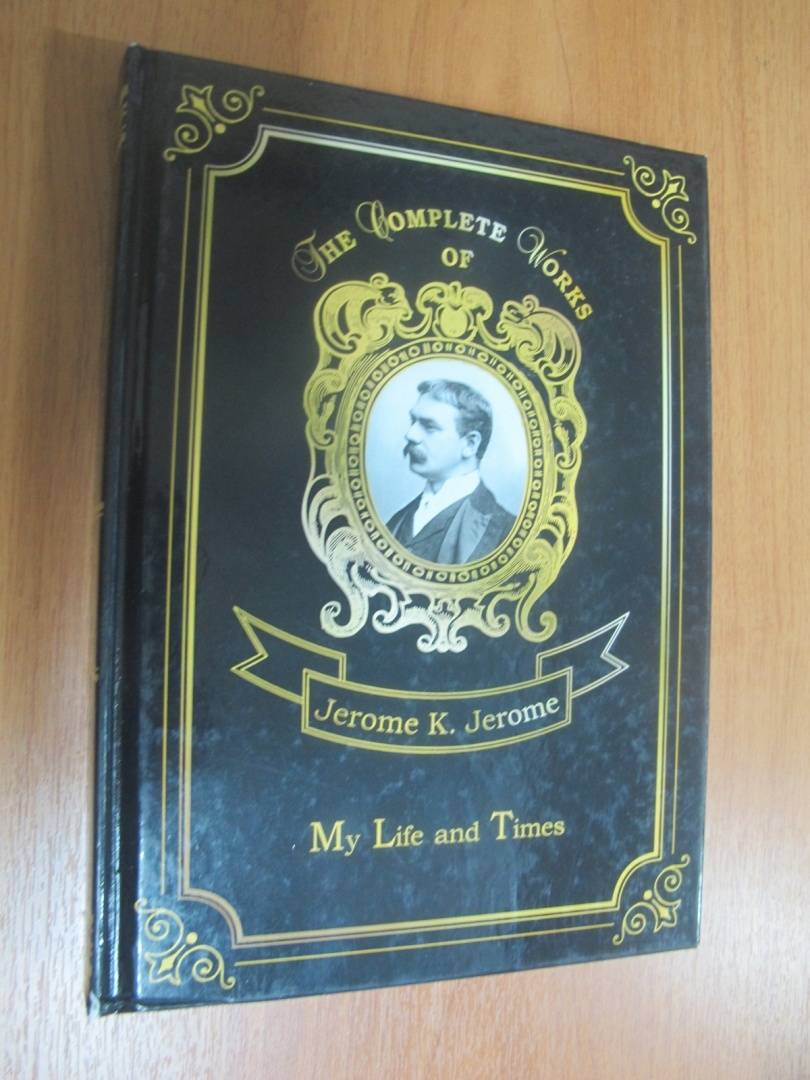 The Complete Works
of
Jerome K. Jerome
My Life and Times